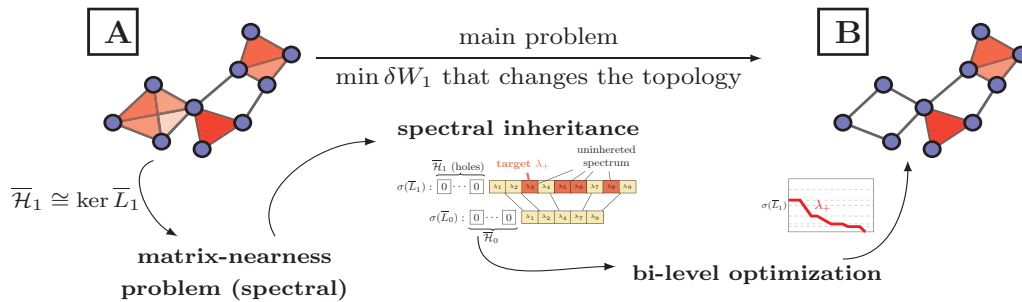 A
main problem
B
min δW₁ that changes the topology
spectral inheritance
uninhereted
spectrum
H̅₁ (holes)
target λ₊
σ(L̅₁) : 0 ··· 0 λ₁ λ₂ λ₃ λ₄ λ₅ λ₆ λ₇ λ₈ λ₉
σ(L̅₀) : 0 ··· 0 λ₁ λ₂ λ₄ λ₇ λ₉
H̅₀
H̅₁ ≅ ker L̅₁
σ(L̅₁)
λ₊
matrix-nearness
problem (spectral)
bi-level optimization